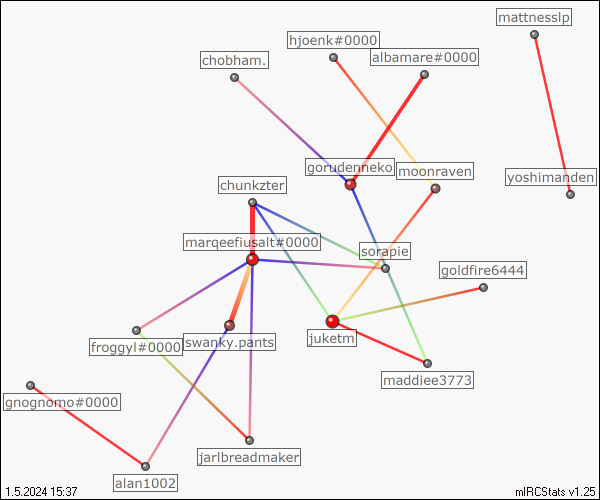 mattnesslp
hjoenk#0000
chobham.
albamare#0000
gorudenneko
moonraven
yoshimanden
chunkzter
marqeefiusalt#0000
sorapie
goldfire6444
froggyl#0000
swanky.pants
juketm
maddiee3773
gnognomo#0000
jarlbreadmaker
alan1002
1.5.2024 15:37
mIRCStats v1.25